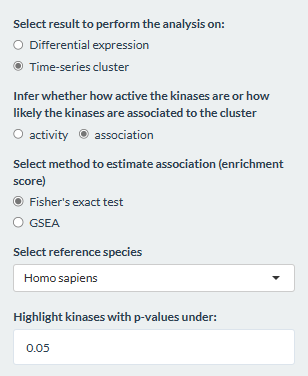 Select result to perform the analysis on:
Differential expression
Time-series cluster
Infer whether how active the kinases are or how
likely the kinases are associated to the cluster
activity association
Select method to estimate association (enrichment
score)
Fisher's exact test
GSEA
Select reference species
Homo sapiens
Highlight kinases with p-values under:
0.05